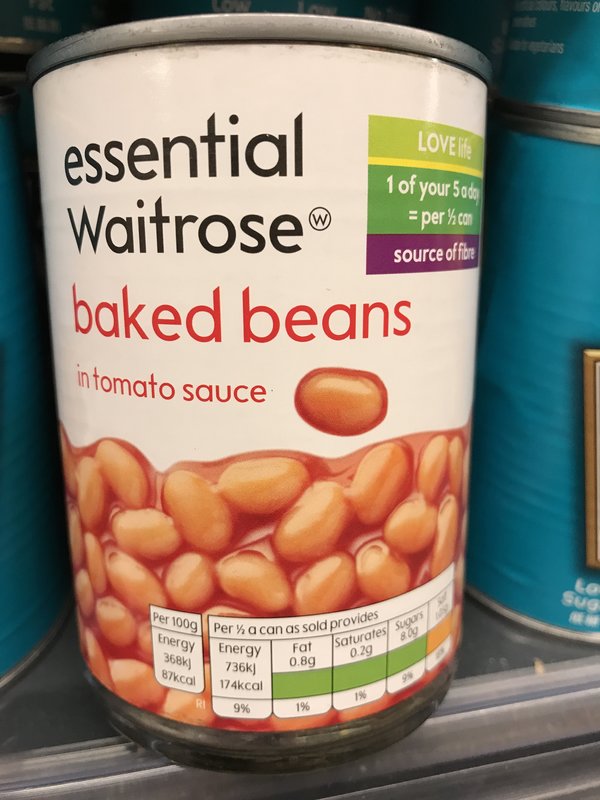 essential
Waitrose Ⓦ
baked beans
in tomato sauce
LOVE life
1 of your 5 a day
= per ½ can
source of fibre
Per 100g
Energy
368kJ
87kcal
Per ½ a can as sold provides
Energy
736kJ
174kcal
9%
Fat
0.8g
1%
Saturates
0.2g
1%
Sugars
8.0g
9%
RI
Low